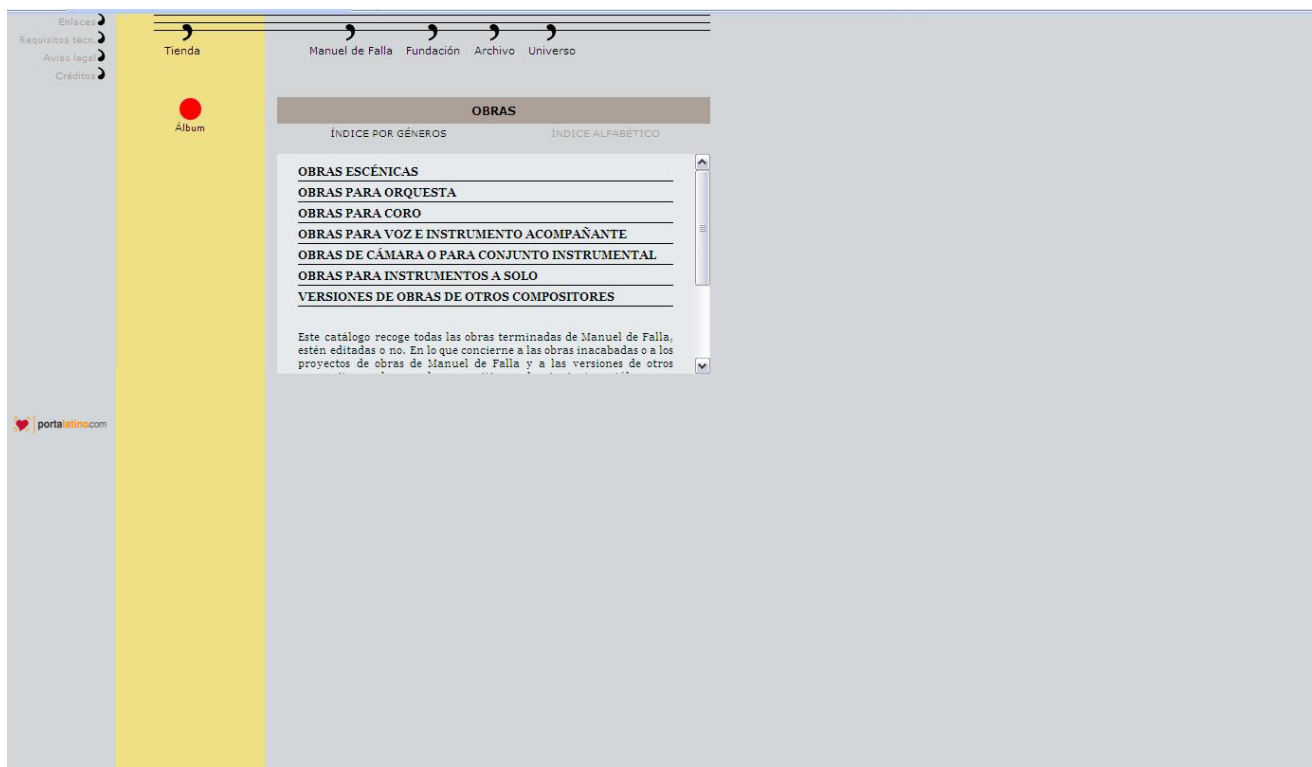 Enlaces
Requisitos técn.
Aviso legal
Créditos
Tienda
Manuel de Falla Fundación Archivo Universo
Álbum
OBRAS
ÍNDICE POR GÉNEROS ÍNDICE ALFABÉTICO
OBRAS ESCÉNICAS
OBRAS PARA ORQUESTA
OBRAS PARA CORO
OBRAS PARA VOZ E INSTRUMENTO ACOMPAÑANTE
OBRAS DE CÁMARA O PARA CONJUNTO INSTRUMENTAL
OBRAS PARA INSTRUMENTOS A SOLO
VERSIONES DE OBRAS DE OTROS COMPOSITORES
Este catálogo recoge todas las obras terminadas de Manuel de Falla,
estén editadas o no. En lo que concierne a las obras inacabadas o a los
proyectos de obras de Manuel de Falla y a las versiones de otros
portalatino.com